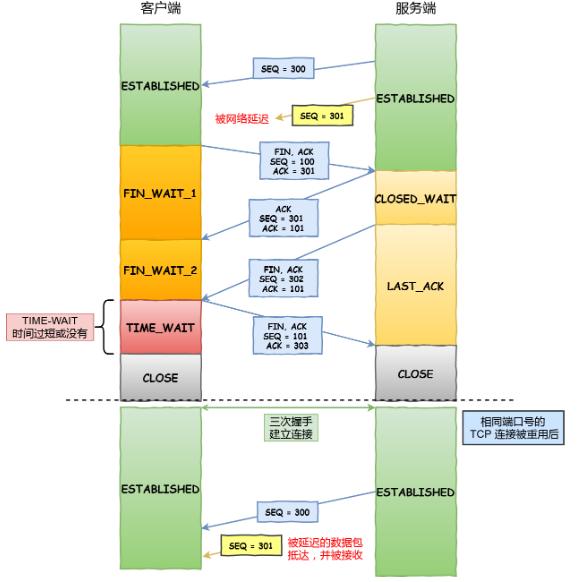 客户端
服务端
SEQ = 300
ESTABLISHED
ESTABLISHED
被网络延迟
SEQ = 301
FIN, ACK
SEQ = 100
ACK = 301
FIN_WAIT_1
CLOSED_WAIT
ACK
SEQ = 301
ACK = 101
FIN_WAIT_2
FIN, ACK
SEQ = 302
ACK = 101
LAST_ACK
TIME-WAIT
时间过短或没有
TIME_WAIT
FIN, ACK
SEQ = 101
ACK = 303
CLOSE
CLOSE
三次握手
建立连接
相同端口号的
TCP 连接被重用后
ESTABLISHED
ESTABLISHED
SEQ = 300
SEQ = 301
被延迟的数据包
抵达，并被接收